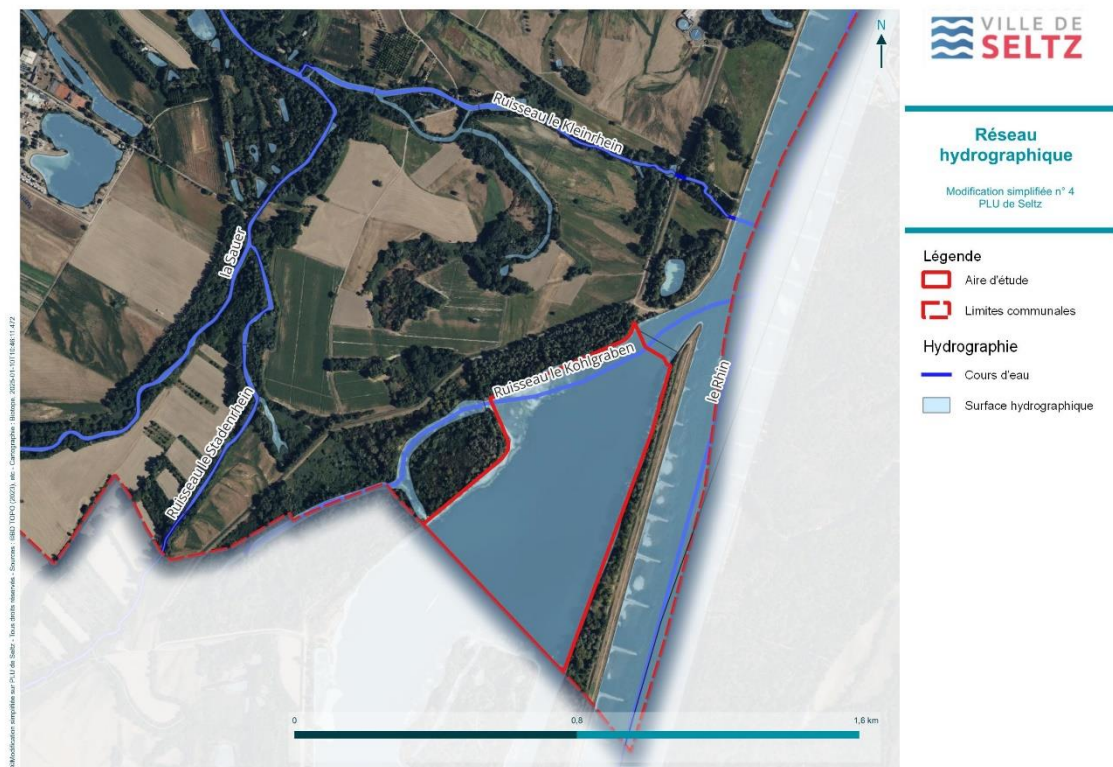 VILLE DE
SELTZ
Réseau
hydrographique
Modification simplifiée n° 4
PLU de Seltz
Légende
Aire d'étude
Limites communales
Hydrographie
Cours d'eau
Surface hydrographique
N
Ruisseau le Kleinrhein
la Sauer
Ruisseau le Kohlgraben
le Rhin
Ruisseau le Stadenrhein
0
0,8
1,6 km